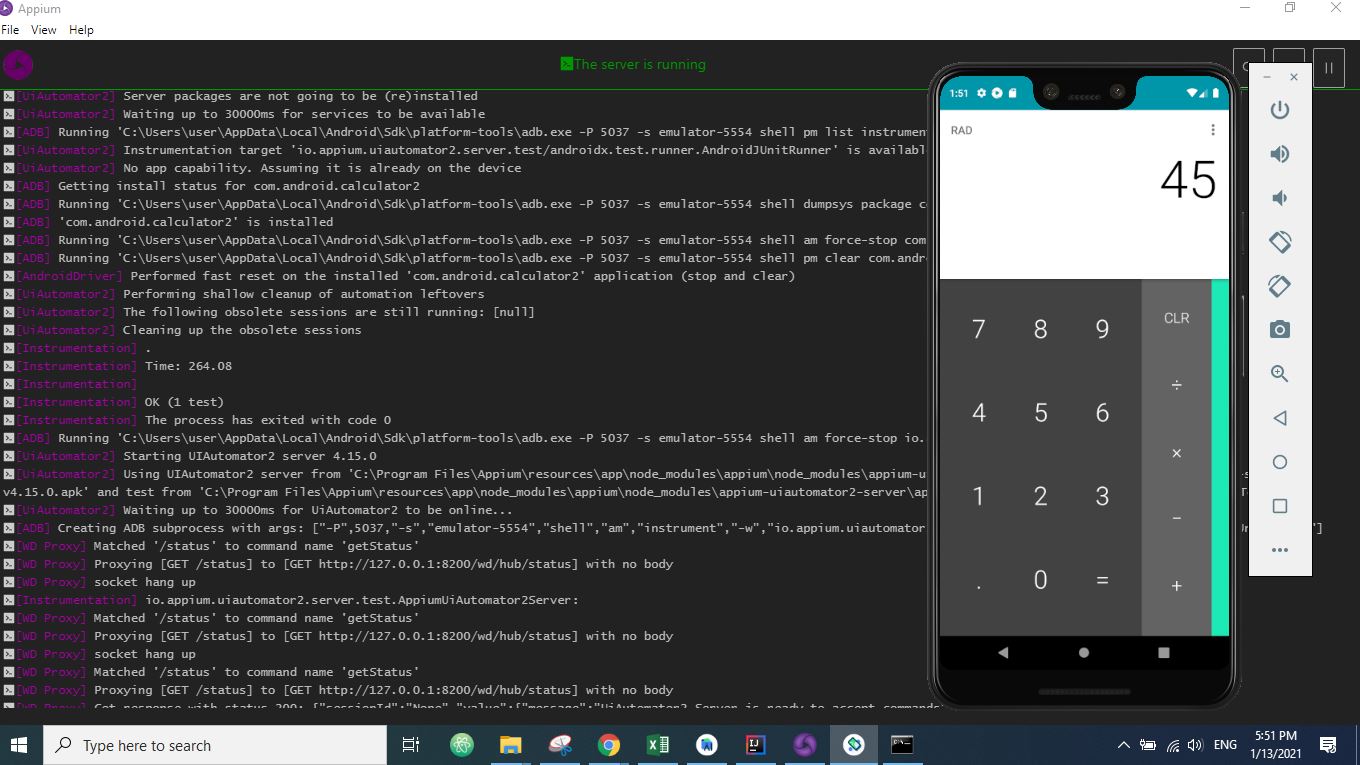 Appium
File View Help
The server is running
[UiAutomator2] Server packages are not going to be (re)installed
[UiAutomator2] Waiting up to 30000ms for services to be available
[ADB] Running 'C:\Users\user\AppData\Local\Android\Sdk\platform-tools\adb.exe -P 5037 -s emulator-5554 shell pm list instrument
[UiAutomator2] Instrumentation target 'io.appium.uiautomator2.server.test/androidx.test.runner.AndroidJUnitRunner' is availabl
[UiAutomator2] No app capability. Assuming it is already on the device
[ADB] Getting install status for com.android.calculator2
[ADB] Running 'C:\Users\user\AppData\Local\Android\Sdk\platform-tools\adb.exe -P 5037 -s emulator-5554 shell dumpsys package c
[ADB] 'com.android.calculator2' is installed
[ADB] Running 'C:\Users\user\AppData\Local\Android\Sdk\platform-tools\adb.exe -P 5037 -s emulator-5554 shell am force-stop com
[ADB] Running 'C:\Users\user\AppData\Local\Android\Sdk\platform-tools\adb.exe -P 5037 -s emulator-5554 shell pm clear com.andr
[AndroidDriver] Performed fast reset on the installed 'com.android.calculator2' application (stop and clear)
[UiAutomator2] Performing shallow cleanup of automation leftovers
[UiAutomator2] The following obsolete sessions are still running: [null]
[UiAutomator2] Cleaning up the obsolete sessions
[Instrumentation] .
[Instrumentation] Time: 264.08
[Instrumentation]
[Instrumentation] OK (1 test)
[Instrumentation] The process has exited with code 0
[ADB] Running 'C:\Users\user\AppData\Local\Android\Sdk\platform-tools\adb.exe -P 5037 -s emulator-5554 shell am force-stop io.
[UiAutomator2] Starting UIAutomator2 server 4.15.0
[UiAutomator2] Using UIAutomator2 server from 'C:\Program Files\Appium\resources\app\node_modules\appium\node_modules\appium-u
v4.15.0.apk' and test from 'C:\Program Files\Appium\resources\app\node_modules\appium\node_modules\appium-uiautomator2-server\ap
[UiAutomator2] Waiting up to 30000ms for UiAutomator2 to be online...
[ADB] Creating ADB subprocess with args: ["-P",5037,"-s","emulator-5554","shell","am","instrument","-w","io.appium.uiautomator "]
[WD Proxy] Matched '/status' to command name 'getStatus'
[WD Proxy] Proxying [GET /status] to [GET http://127.0.0.1:8200/wd/hub/status] with no body
[WD Proxy] socket hang up
[Instrumentation] io.appium.uiautomator2.server.test.AppiumUiAutomator2Server:
[WD Proxy] Matched '/status' to command name 'getStatus'
[WD Proxy] Proxying [GET /status] to [GET http://127.0.0.1:8200/wd/hub/status] with no body
[WD Proxy] socket hang up
[WD Proxy] Matched '/status' to command name 'getStatus'
[WD Proxy] Proxying [GET /status] to [GET http://127.0.0.1:8200/wd/hub/status] with no body
[WD Proxy] Got response with status 200: {"sessionId":"None","value":{"message":"UiAutomator2 Server is ready to accept commands
1:51
RAD
45
7 8 9 CLR
÷
4 5 6
×
1 2 3
−
. 0 = +
Type here to search
ENG
5:51 PM
1/13/2021